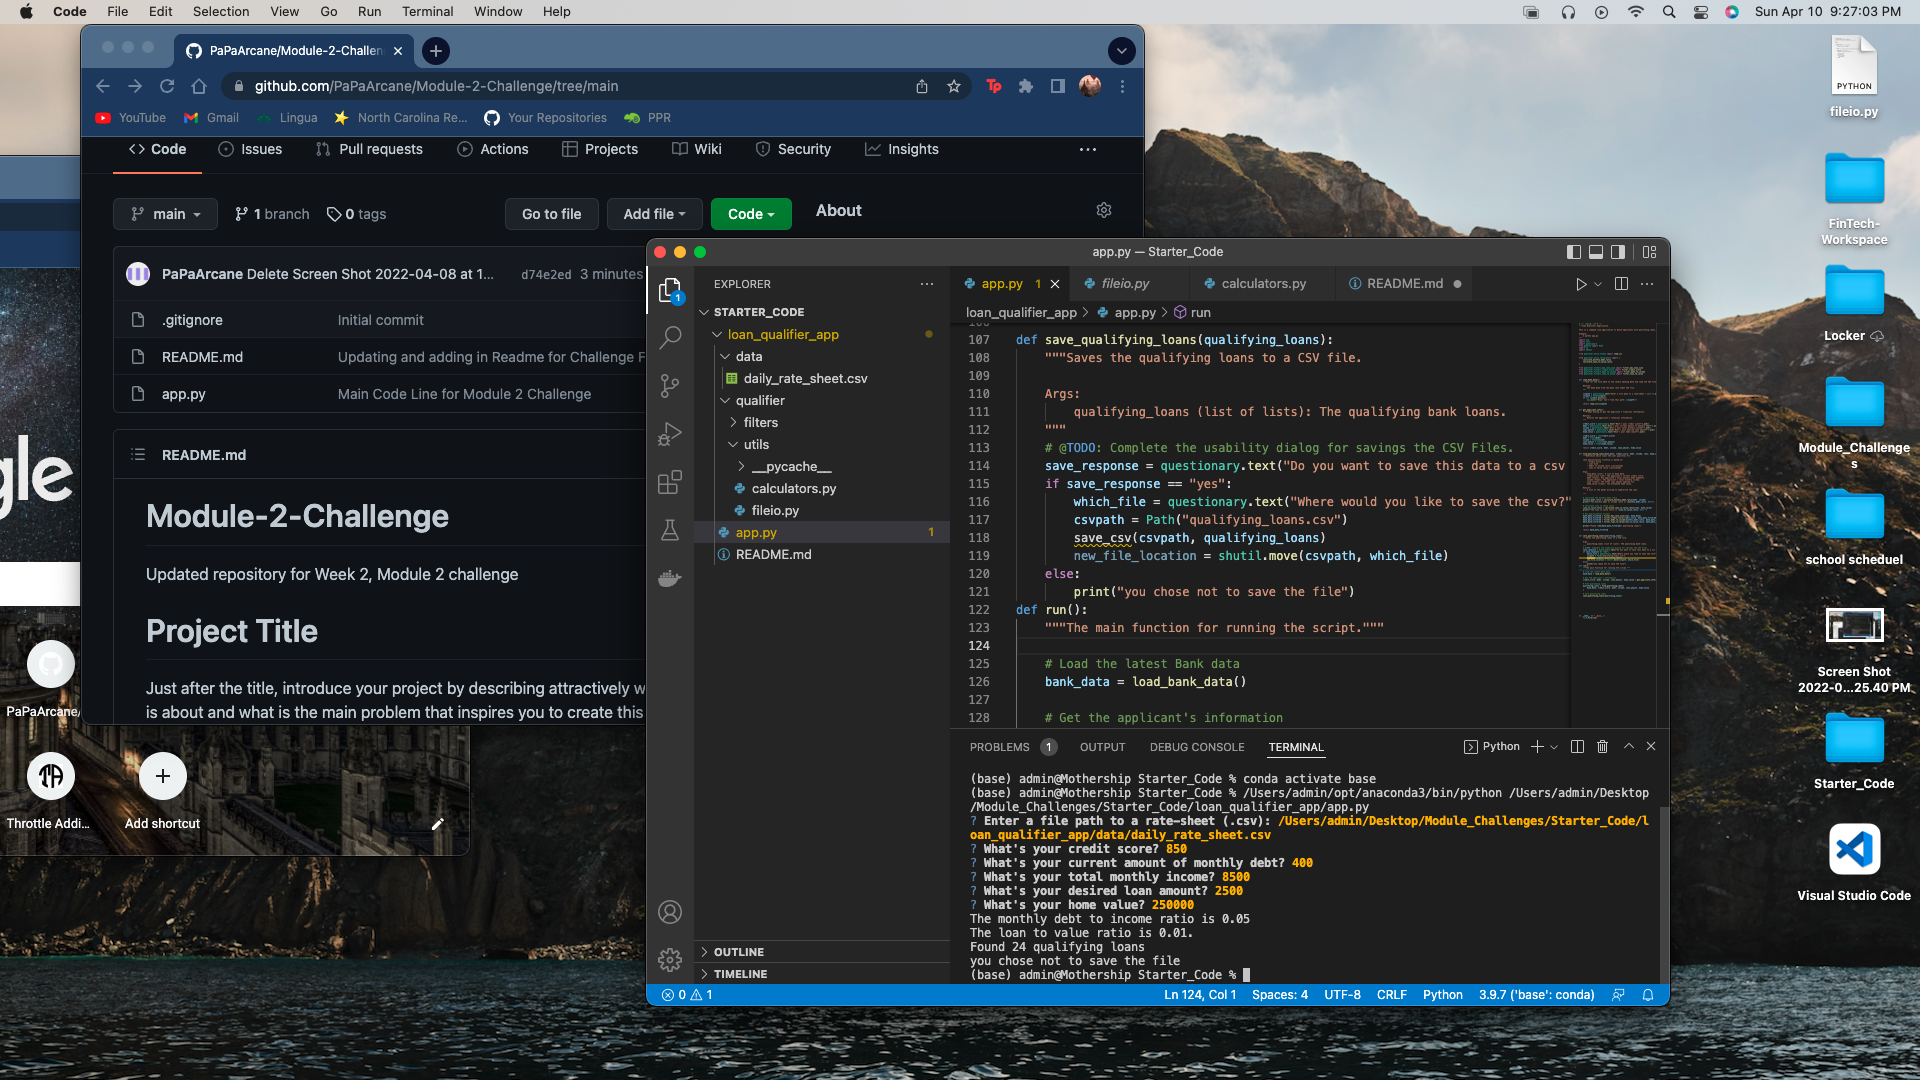 Code File Edit Selection View Go Run Terminal Window Help Sun Apr 10 9:27:03 PM
PaPaArcane/Module-2-Challen
github.com/PaPaArcane/Module-2-Challenge/tree/main
YouTube Gmail Lingua North Carolina Re... Your Repositories PPR
Code Issues Pull requests Actions Projects Wiki Security Insights
main 1 branch 0 tags Go to file Add file Code About
PaPaArcane Delete Screen Shot 2022-04-08 at 1... d74e2ed 3 minutes
.gitignore Initial commit
README.md Updating and adding in Readme for Challenge F
app.py Main Code Line for Module 2 Challenge
README.md
Module-2-Challenge
Updated repository for Week 2, Module 2 challenge
Project Title
Just after the title, introduce your project by describing attractively w
is about and what is the main problem that inspires you to create this
gle
PaPaArcane/
Throttle Addi...
Add shortcut
app.py — Starter_Code
EXPLORER
STARTER_CODE
loan_qualifier_app
data
daily_rate_sheet.csv
qualifier
filters
utils
__pycache__
calculators.py
fileio.py
app.py 1
README.md
OUTLINE
TIMELINE
app.py 1 fileio.py calculators.py README.md
loan_qualifier_app > app.py > run
106
107 def save_qualifying_loans(qualifying_loans):
108 """Saves the qualifying loans to a CSV file.
109
110 Args:
111 qualifying_loans (list of lists): The qualifying bank loans.
112 """
113 # @TODO: Complete the usability dialog for savings the CSV Files.
114 save_response = questionary.text("Do you want to save this data to a csv
115 if save_response == "yes":
116 which_file = questionary.text("Where would you like to save the csv?"
117 csvpath = Path("qualifying_loans.csv")
118 save_csv(csvpath, qualifying_loans)
119 new_file_location = shutil.move(csvpath, which_file)
120 else:
121 print("you chose not to save the file")
122 def run():
123 """The main function for running the script."""
124
125 # Load the latest Bank data
126 bank_data = load_bank_data()
127
128 # Get the applicant's information
PROBLEMS 1 OUTPUT DEBUG CONSOLE TERMINAL Python
(base) admin@Mothership Starter_Code % conda activate base
(base) admin@Mothership Starter_Code % /Users/admin/opt/anaconda3/bin/python /Users/admin/Desktop
/Module_Challenges/Starter_Code/loan_qualifier_app/app.py
? Enter a file path to a rate-sheet (.csv): /Users/admin/Desktop/Module_Challenges/Starter_Code/l
oan_qualifier_app/data/daily_rate_sheet.csv
? What's your credit score? 850
? What's your current amount of monthly debt? 400
? What's your total monthly income? 8500
? What's your desired loan amount? 2500
? What's your home value? 250000
The monthly debt to income ratio is 0.05
The loan to value ratio is 0.01.
Found 24 qualifying loans
you chose not to save the file
(base) admin@Mothership Starter_Code %
0 1 Ln 124, Col 1 Spaces: 4 UTF-8 CRLF Python 3.9.7 ('base': conda)
PYTHON
fileio.py
FinTech-
Workspace
Locker
Module_Challenge
s
school scheduel
Screen Shot
2022-0...25.40 PM
Starter_Code
Visual Studio Code